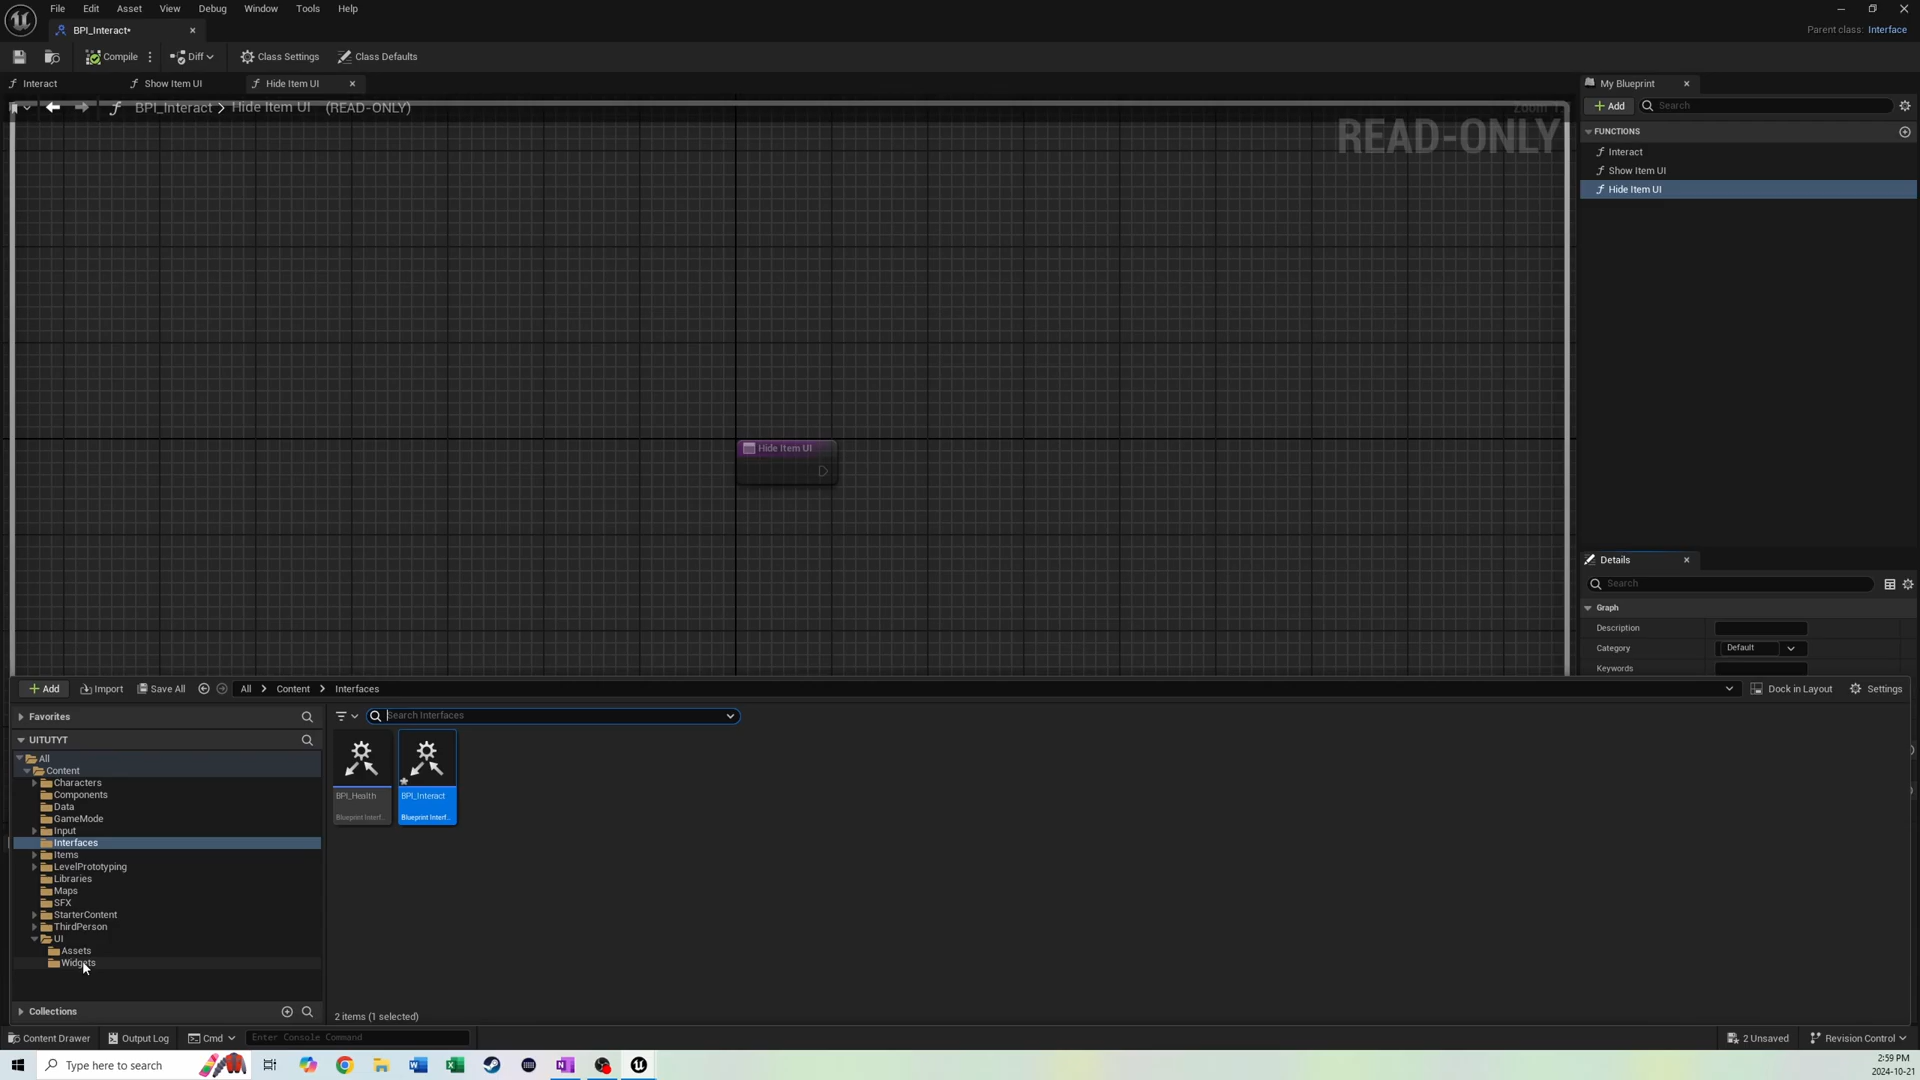 File Edit Asset View Debug Window Tools Help
BPI_Interact•
Parent class: Interface
Compile Diff Class Settings Class Defaults
Interact Show Item UI Hide Item UI
BPI_Interact > Hide Item UI (READ-ONLY)
READ-ONLY
Hide Item UI
My Blueprint
Add Search
FUNCTIONS
Interact
Show Item UI
Hide Item UI
Details
Search
Graph
Description
Category Default
Keywords
Add Import Save All All > Content > Interfaces Dock in Layout Settings
Favorites
Search Interfaces
UITUTYT
All
Content
Characters
Components
Data
GameMode
Input
Interfaces
Items
LevelPrototyping
Libraries
Maps
SFX
StarterContent
ThirdPerson
UI
Assets
Widgets
Collections
BPI_Health
Blueprint Interf..
BPI_Interact
Blueprint Interf..
2 items (1 selected)
Content Drawer Output Log Cmd Enter Console Command 2 Unsaved Revision Control
Type here to search
2:59 PM
2024-10-21